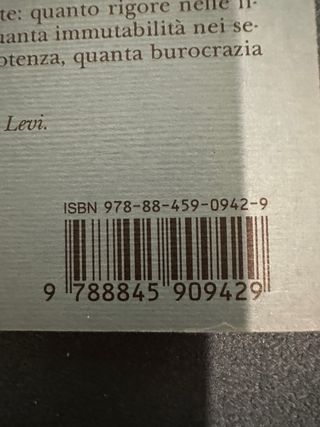 te: quanto rigore nelle li-
uanta immutabilità nei se-
otenza, quanta burocrazia
Levi.
ISBN 978-88-459-0942-9
9 788845 909429